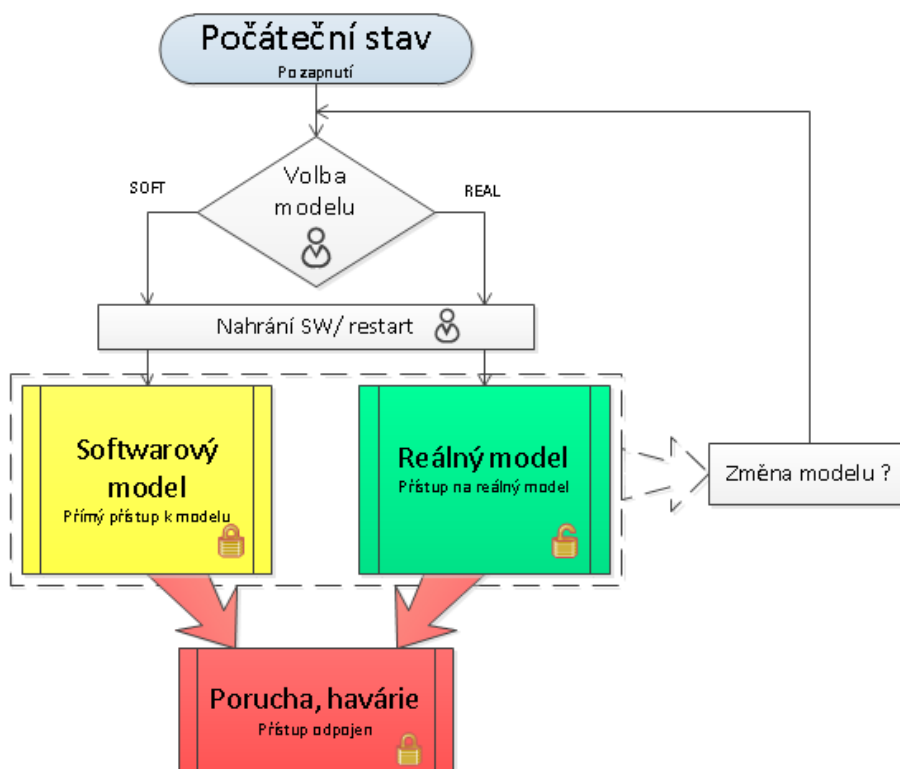 Počáteční stav
Po zapnutí
Volba
modelu
SOFT
REAL
Nahrání SW/ restart
Softwarový
model
Přímý přístup k modelu
Reálný model
Přístup na reálný model
Změna modelu ?
Porucha, havárie
Přístup odpojen